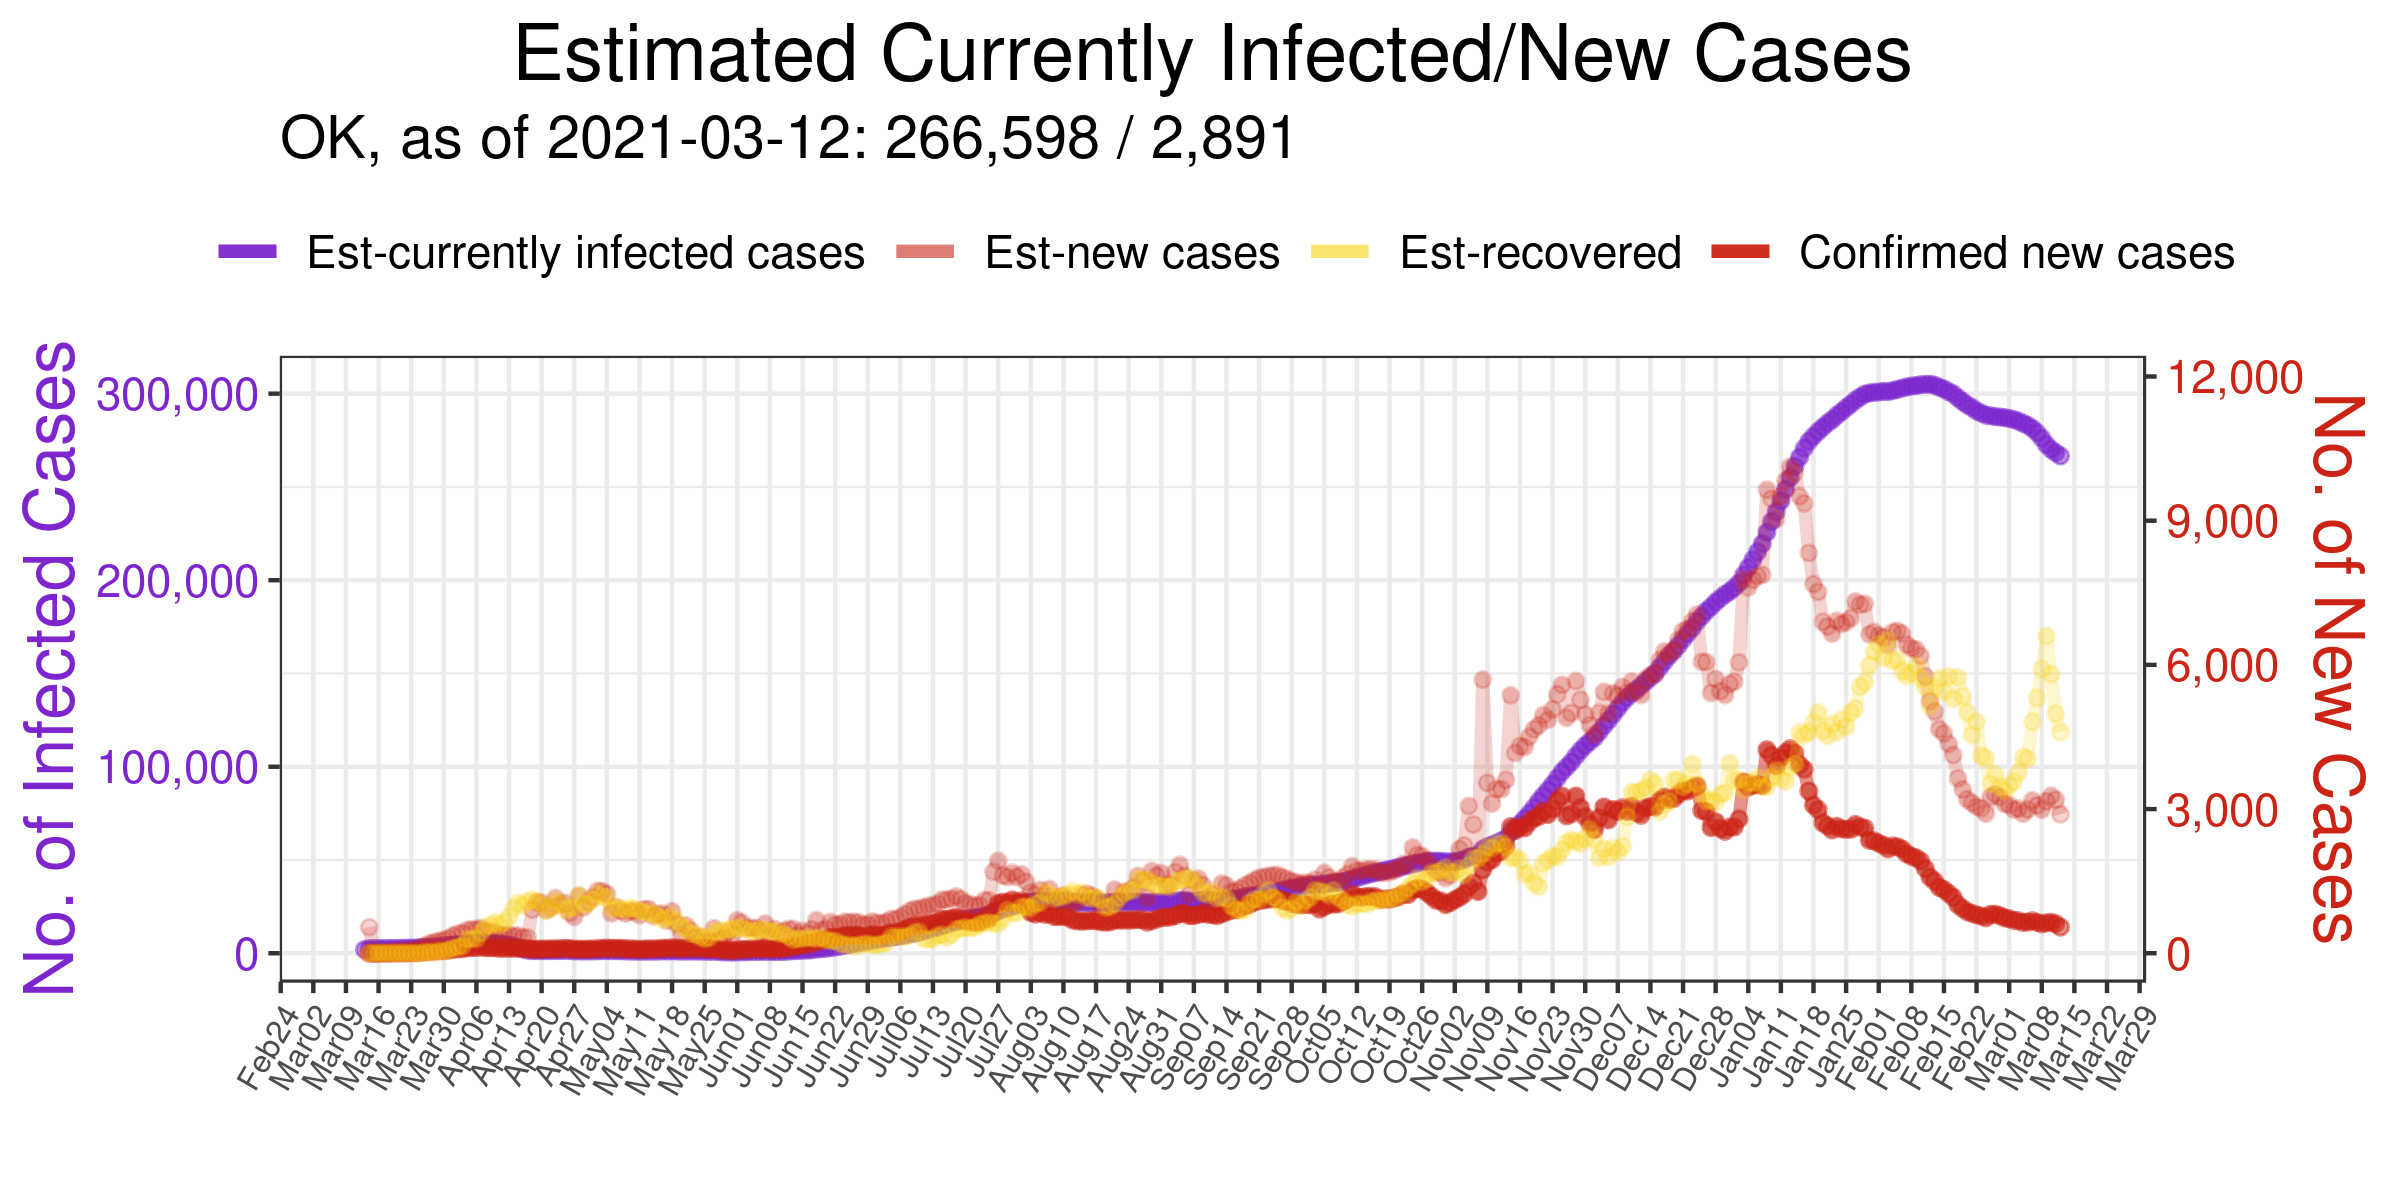 Estimated Currently Infected/New Cases
OK, as of 2021-03-12: 266,598 / 2,891
Est-currently infected cases Est-new cases Est-recovered Confirmed new cases
No. of Infected Cases
300,000
200,000
100,000
0
12,000
9,000
6,000
3,000
0
No. of New Cases
Feb24 Mar02 Mar09 Mar16 Mar23 Mar30 Apr06 Apr13 Apr20 Apr27 May04 May11 May18 May25 Jun01 Jun08 Jun15 Jun22 Jun29 Jul06 Jul13 Jul20 Jul27 Aug03 Aug10 Aug17 Aug24 Aug31 Sep07 Sep14 Sep21 Sep28 Oct05 Oct12 Oct19 Oct26 Nov02 Nov09 Nov16 Nov23 Nov30 Dec07 Dec14 Dec21 Dec28 Jan04 Jan11 Jan18 Jan25 Feb01 Feb08 Feb15 Feb22 Mar01 Mar08 Mar15 Mar22 Mar29